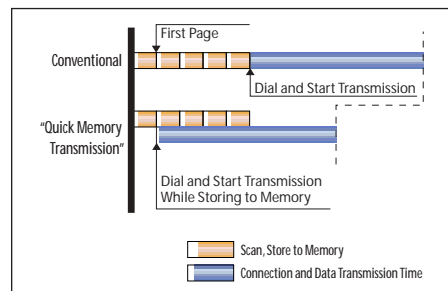 First Page
Conventional
Dial and Start Transmission
“Quick Memory
Transmission”
Dial and Start Transmission
While Storing to Memory
Scan, Store to Memory
Connection and Data Transmission Time